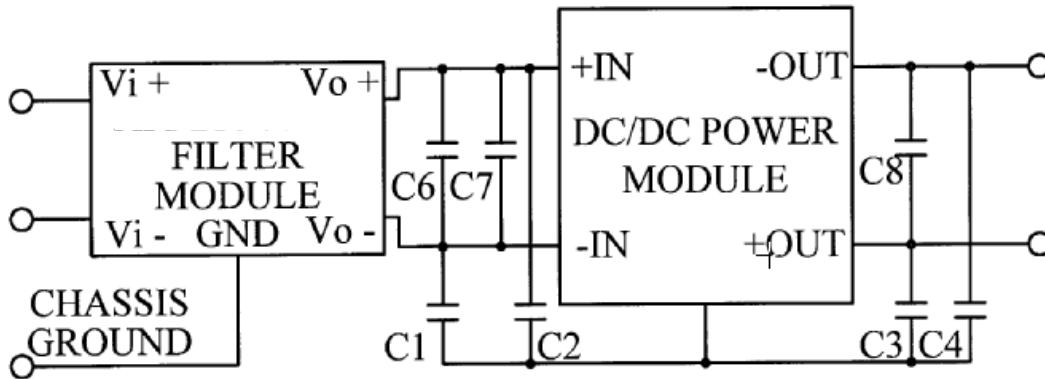 Vi + Vo +
FILTER
MODULE
Vi - GND Vo -
CHASSIS
GROUND
C6 C7
C1 C2
+IN -OUT
DC/DC POWER
MODULE
-IN +OUT
C8
C3 C4